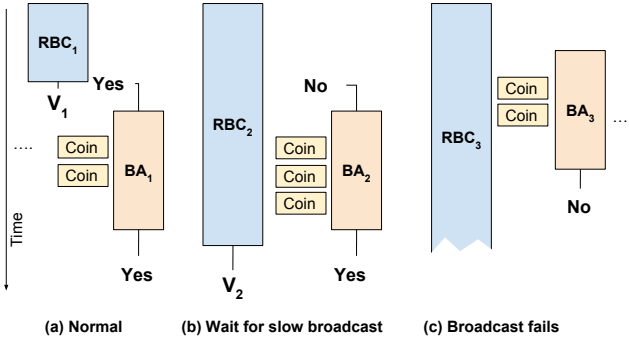 RBC1
Yes
V1
....
Coin
Coin
BA1
Yes
Time
(a) Normal
RBC2
No
Coin
Coin
Coin
BA2
V2
Yes
(b) Wait for slow broadcast
RBC3
Coin
Coin
BA3
...
No
(c) Broadcast fails